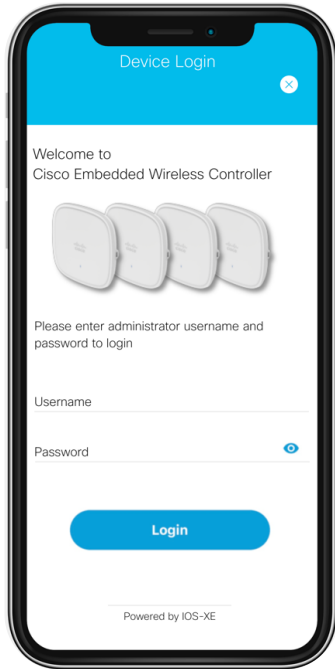 Device Login
Welcome to
Cisco Embedded Wireless Controller
Please enter administrator username and
password to login
Username
Password
Login
Powered by IOS-XE